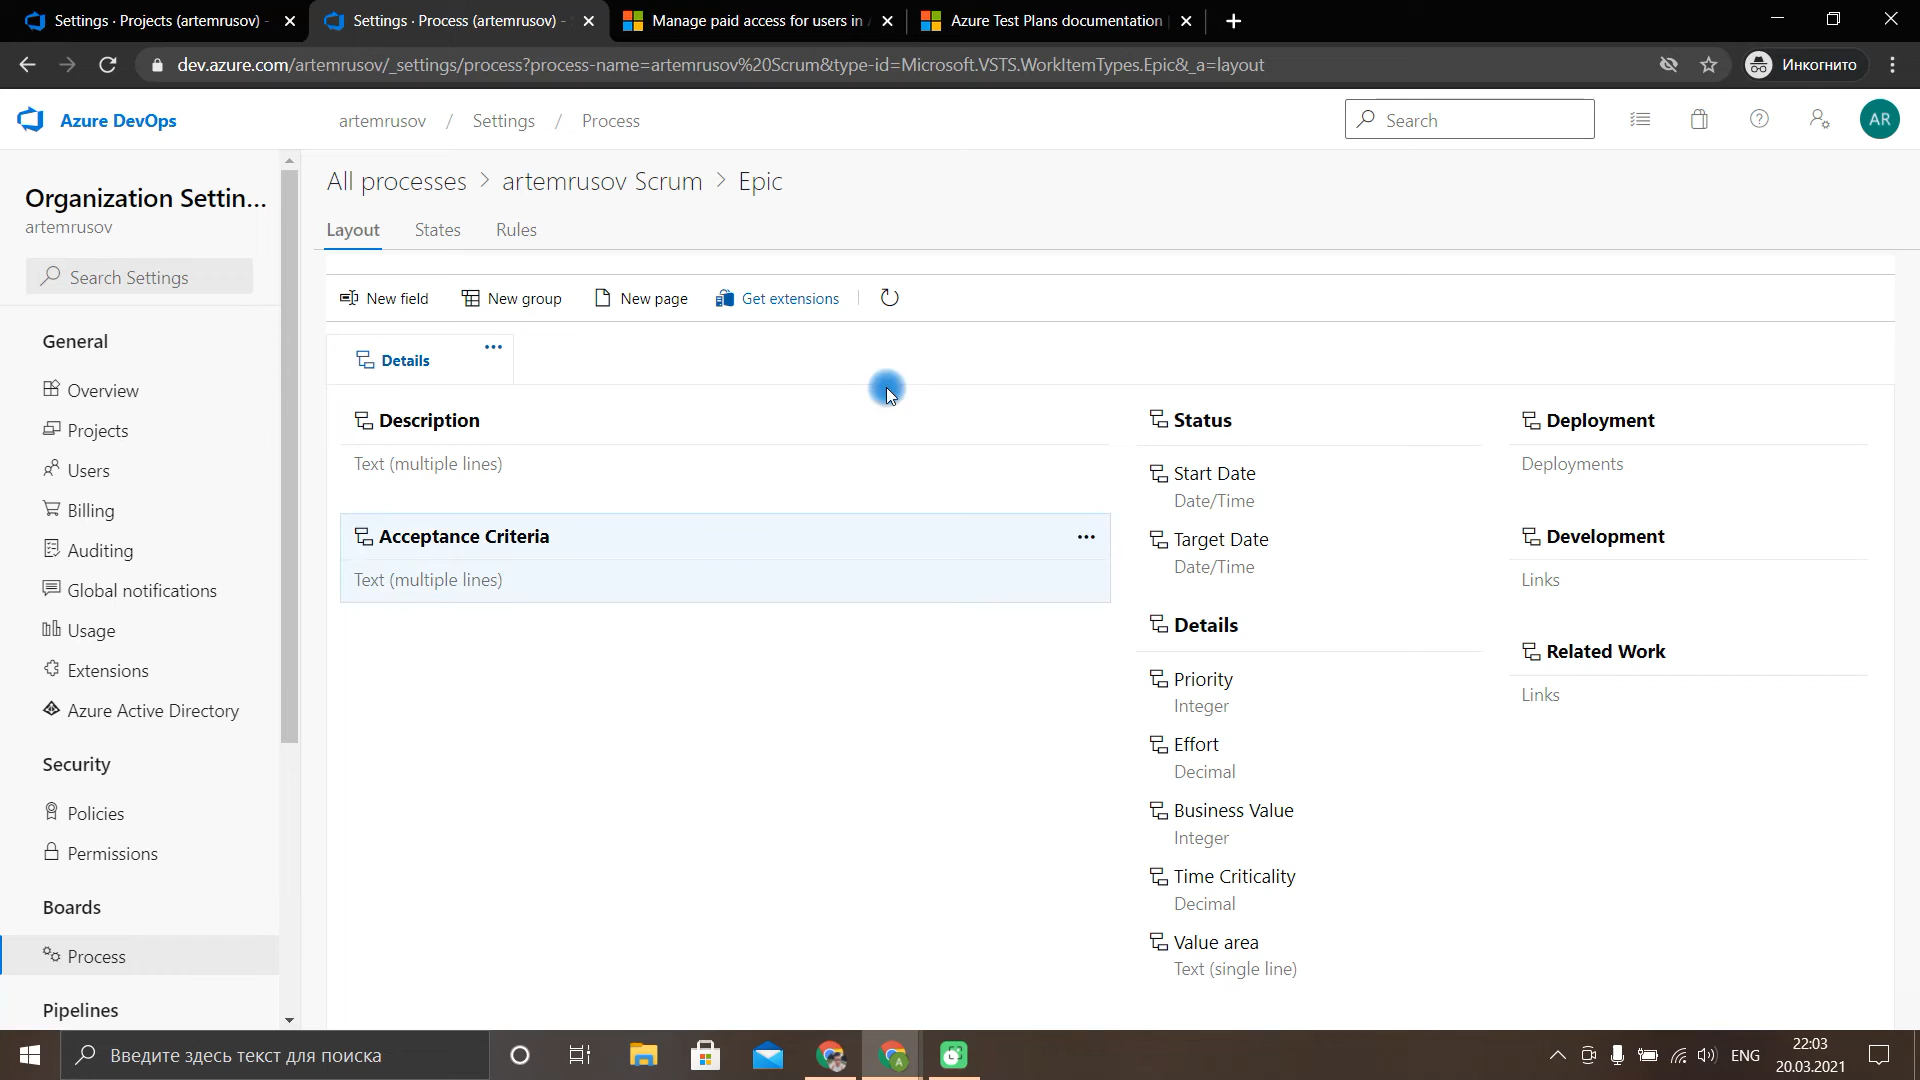 Settings · Projects (artemrusov) -
Settings · Process (artemrusov) -
Manage paid access for users in
Azure Test Plans documentation
dev.azure.com/artemrusov/_settings/process?process-name=artemrusov%20Scrum&type-id=Microsoft.VSTS.WorkItemTypes.Epic&_a=layout
Инкогнито
Azure DevOps
artemrusov / Settings / Process
Search
AR
Organization Settin...
artemrusov
Search Settings
General
Overview
Projects
Users
Billing
Auditing
Global notifications
Usage
Extensions
Azure Active Directory
Security
Policies
Permissions
Boards
Process
Pipelines
All processes > artemrusov Scrum > Epic
Layout
States
Rules
New field
New group
New page
Get extensions
Details
Description
Text (multiple lines)
Acceptance Criteria
Text (multiple lines)
Status
Start Date
Date/Time
Target Date
Date/Time
Details
Priority
Integer
Effort
Decimal
Business Value
Integer
Time Criticality
Decimal
Value area
Text (single line)
Deployment
Deployments
Development
Links
Related Work
Links
Введите здесь текст для поиска
ENG
22:03
20.03.2021